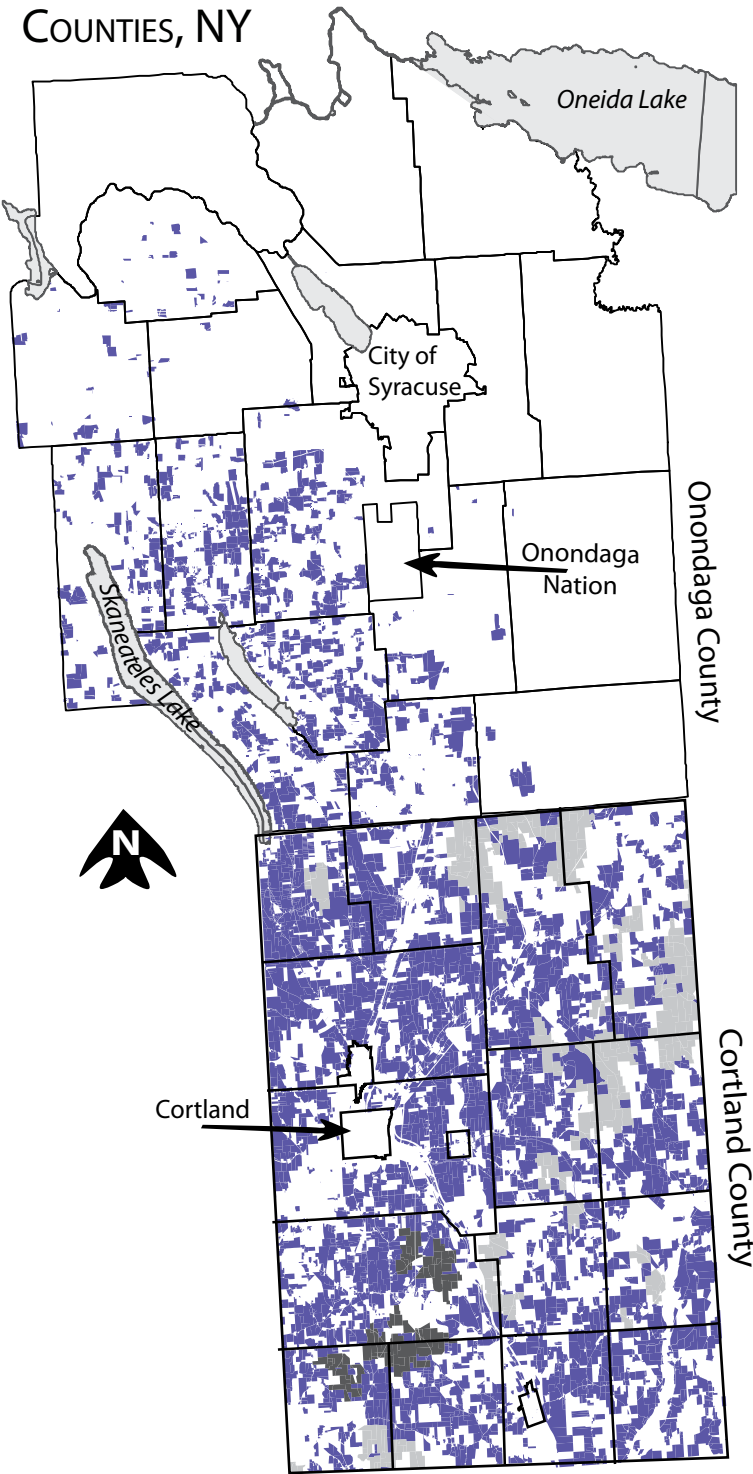 COUNTIES, NY
Oneida Lake
City of
Syracuse
Onondaga
Nation
Onondaga County
Skaneateles Lake
N
Cortland
Cortland County